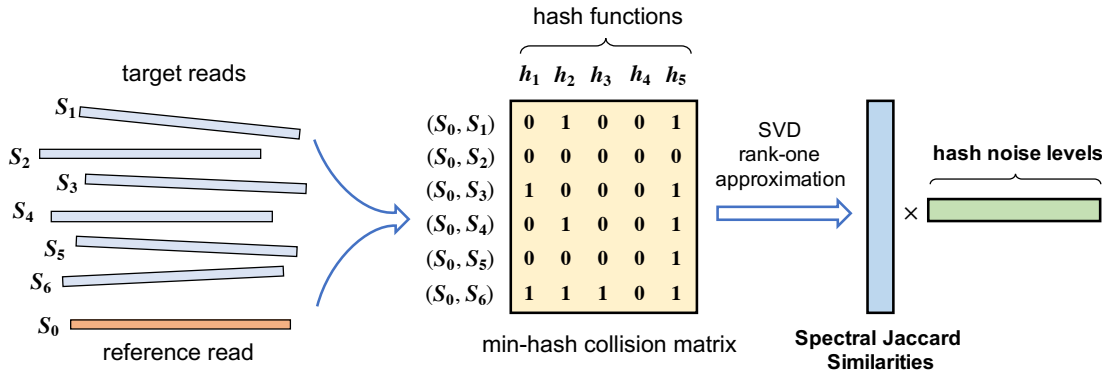 hash functions
target reads
h1 h2 h3 h4 h5
S1
S2
S3
S4
S5
S6
S0
reference read
(S0, S1) 0 1 0 0 1
(S0, S2) 0 0 0 0 0
(S0, S3) 1 0 0 0 1
(S0, S4) 0 1 0 0 1
(S0, S5) 0 0 0 0 1
(S0, S6) 1 1 1 0 1
min-hash collision matrix
SVD
rank-one
approximation
×
hash noise levels
Spectral Jaccard
Similarities